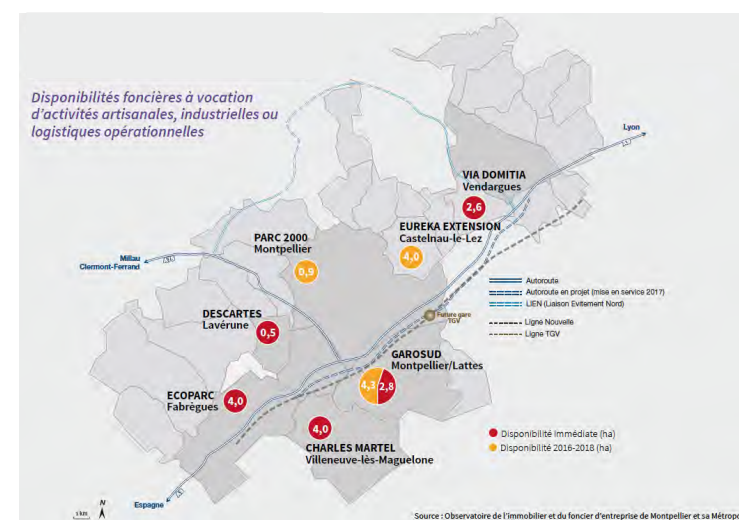 Disponibilités foncières à vocation
d'activités artisanales, industrielles ou
logistiques opérationnelles
Lyon
VIA DOMITIA
Vendargues
2,6
EUREKA EXTENSION
Castelnau-le-Lez
4,0
PARC 2000
Montpellier
0,9
Millau
Clermont-Ferrand
DESCARTES
Lavérune
0,5
Autoroute
Autoroute en projet (mise en service 2017)
LIEN (Liaison Evitement Nord)
Ligne Nouvelle
Ligne TGV
Future gare
TGV
GAROSUD
Montpellier/Lattes
4,3
2,8
ECOPARC
Fabrègues
4,0
4,0
CHARLES MARTEL
Villeneuve-lès-Maguelone
Disponibilité immédiate (ha)
Disponibilité 2016-2018 (ha)
Espagne
N
1 km
Source : Observatoire de l'immobilier et du foncier d'entreprise de Montpellier et sa Métropo